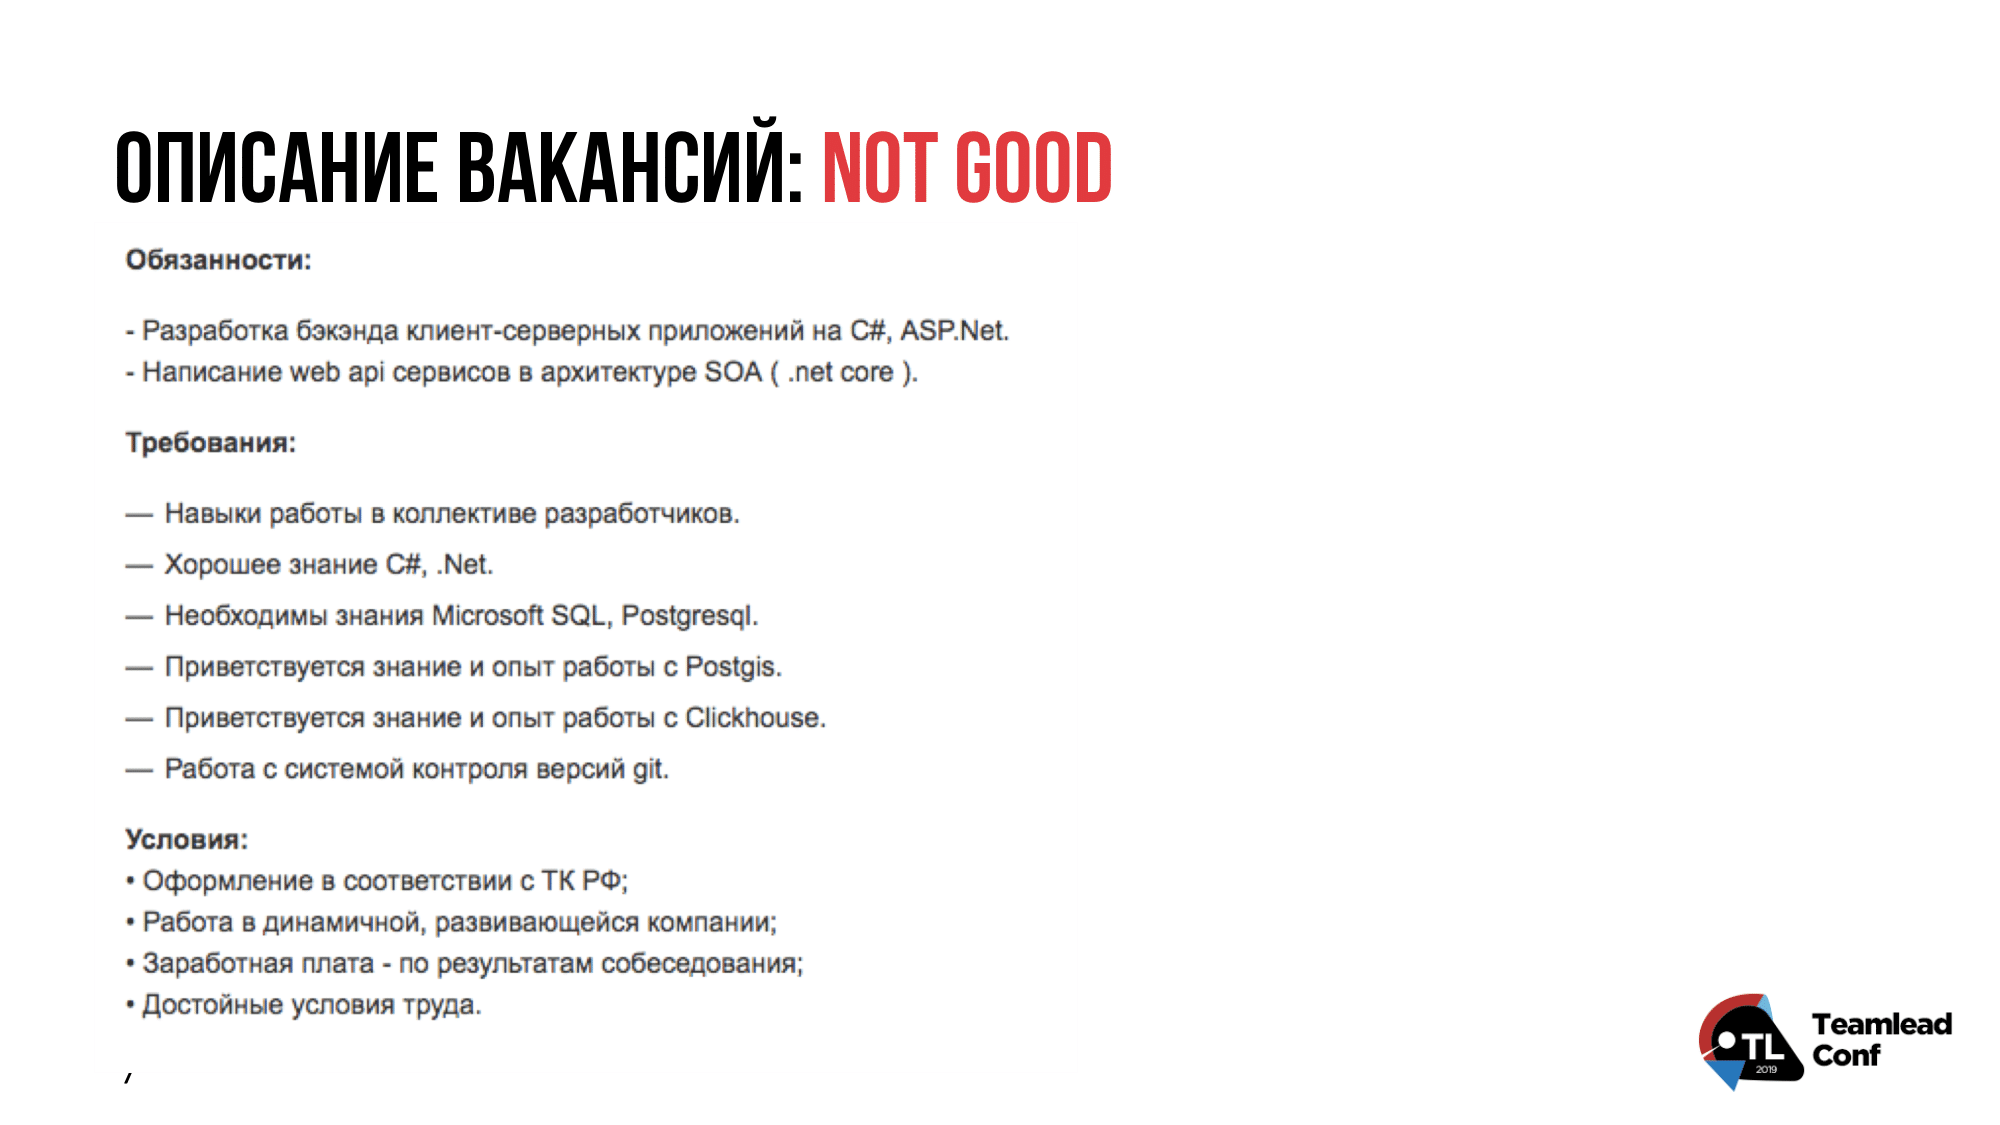 ОПИСАНИЕ ВАКАНСИЙ: NOT GOOD
Обязанности:
- Разработка бэкэнда клиент-серверных приложений на C#, ASP.Net.
- Написание web api сервисов в архитектуре SOA ( .net core ).
Требования:
— Навыки работы в коллективе разработчиков.
— Хорошее знание C#, .Net.
— Необходимы знания Microsoft SQL, Postgresql.
— Приветствуется знание и опыт работы с Postgis.
— Приветствуется знание и опыт работы с Clickhouse.
— Работа с системой контроля версий git.
Условия:
• Оформление в соответствии с ТК РФ;
• Работа в динамичной, развивающейся компании;
• Заработная плата - по результатам собеседования;
• Достойные условия труда.
TL
2019
Teamlead
Conf